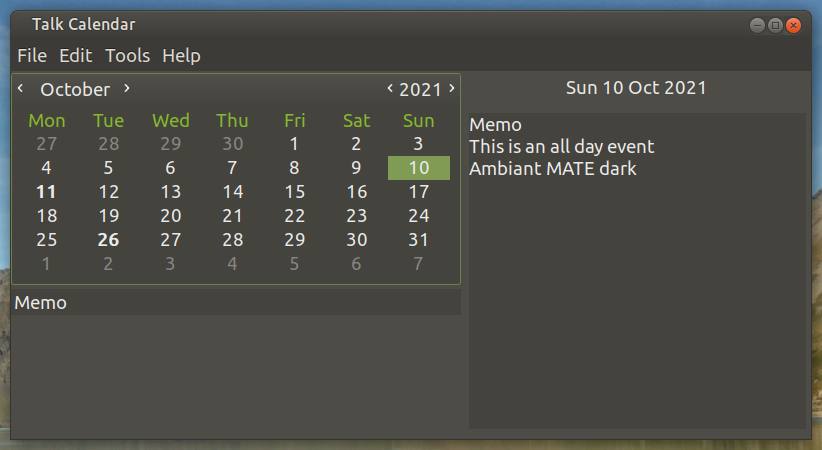 Talk Calendar
File Edit Tools Help
‹ October › ‹ 2021 ›
Mon Tue Wed Thu Fri Sat Sun
27 28 29 30 1 2 3
4 5 6 7 8 9 10
11 12 13 14 15 16 17
18 19 20 21 22 23 24
25 26 27 28 29 30 31
1 2 3 4 5 6 7
Memo
Sun 10 Oct 2021
Memo
This is an all day event
Ambiant MATE dark